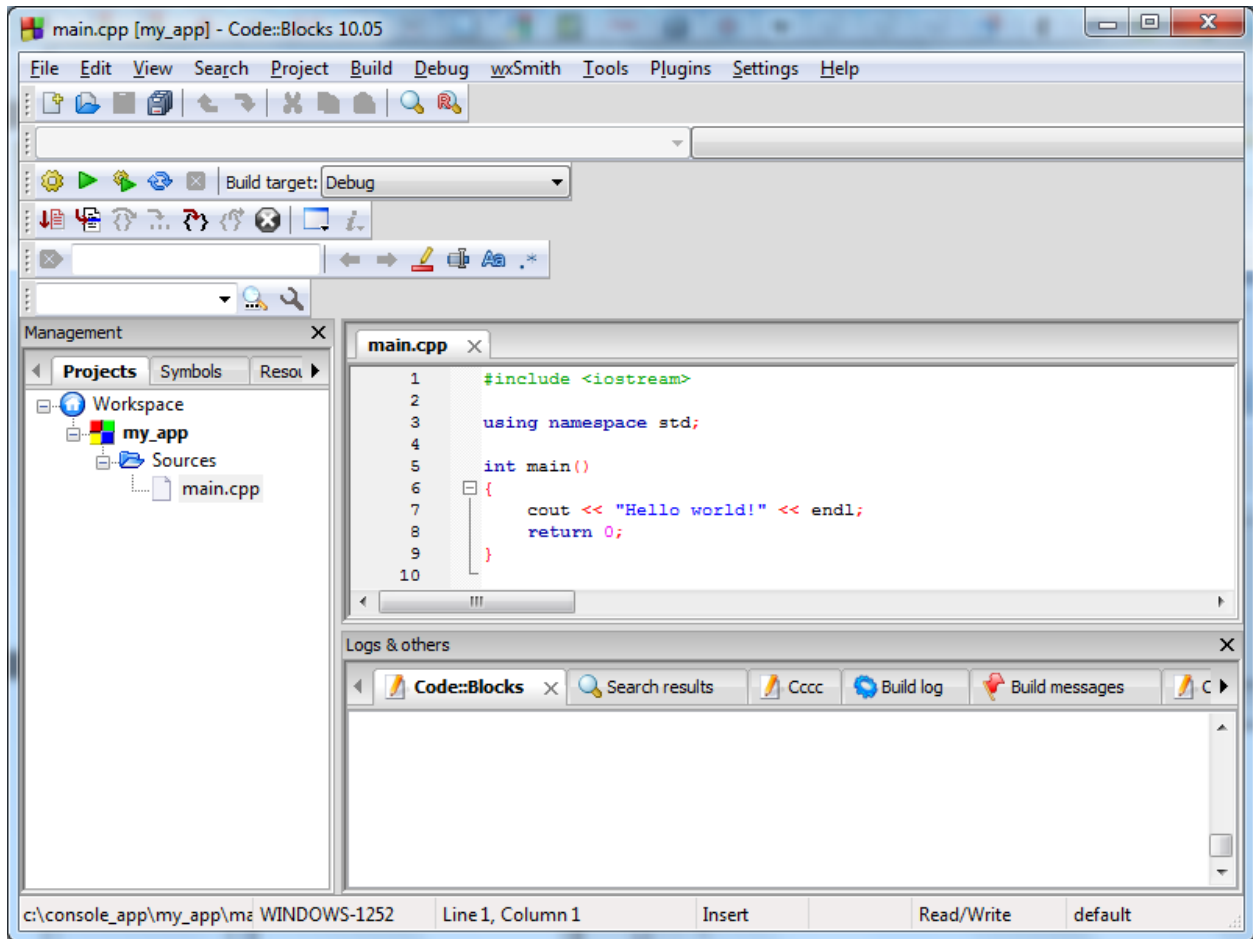 main.cpp [my_app] - Code::Blocks 10.05
File Edit View Search Project Build Debug wxSmith Tools Plugins Settings Help
Build target: Debug
Management
Projects Symbols Resou
Workspace
my_app
Sources
main.cpp
main.cpp
1 #include <iostream>
2
3 using namespace std;
4
5 int main()
6 {
7 cout << "Hello world!" << endl;
8 return 0;
9 }
10
Logs & others
Code::Blocks Search results Cccc Build log Build messages C
c:\console_app\my_app\ma WINDOWS-1252 Line 1, Column 1 Insert Read/Write default